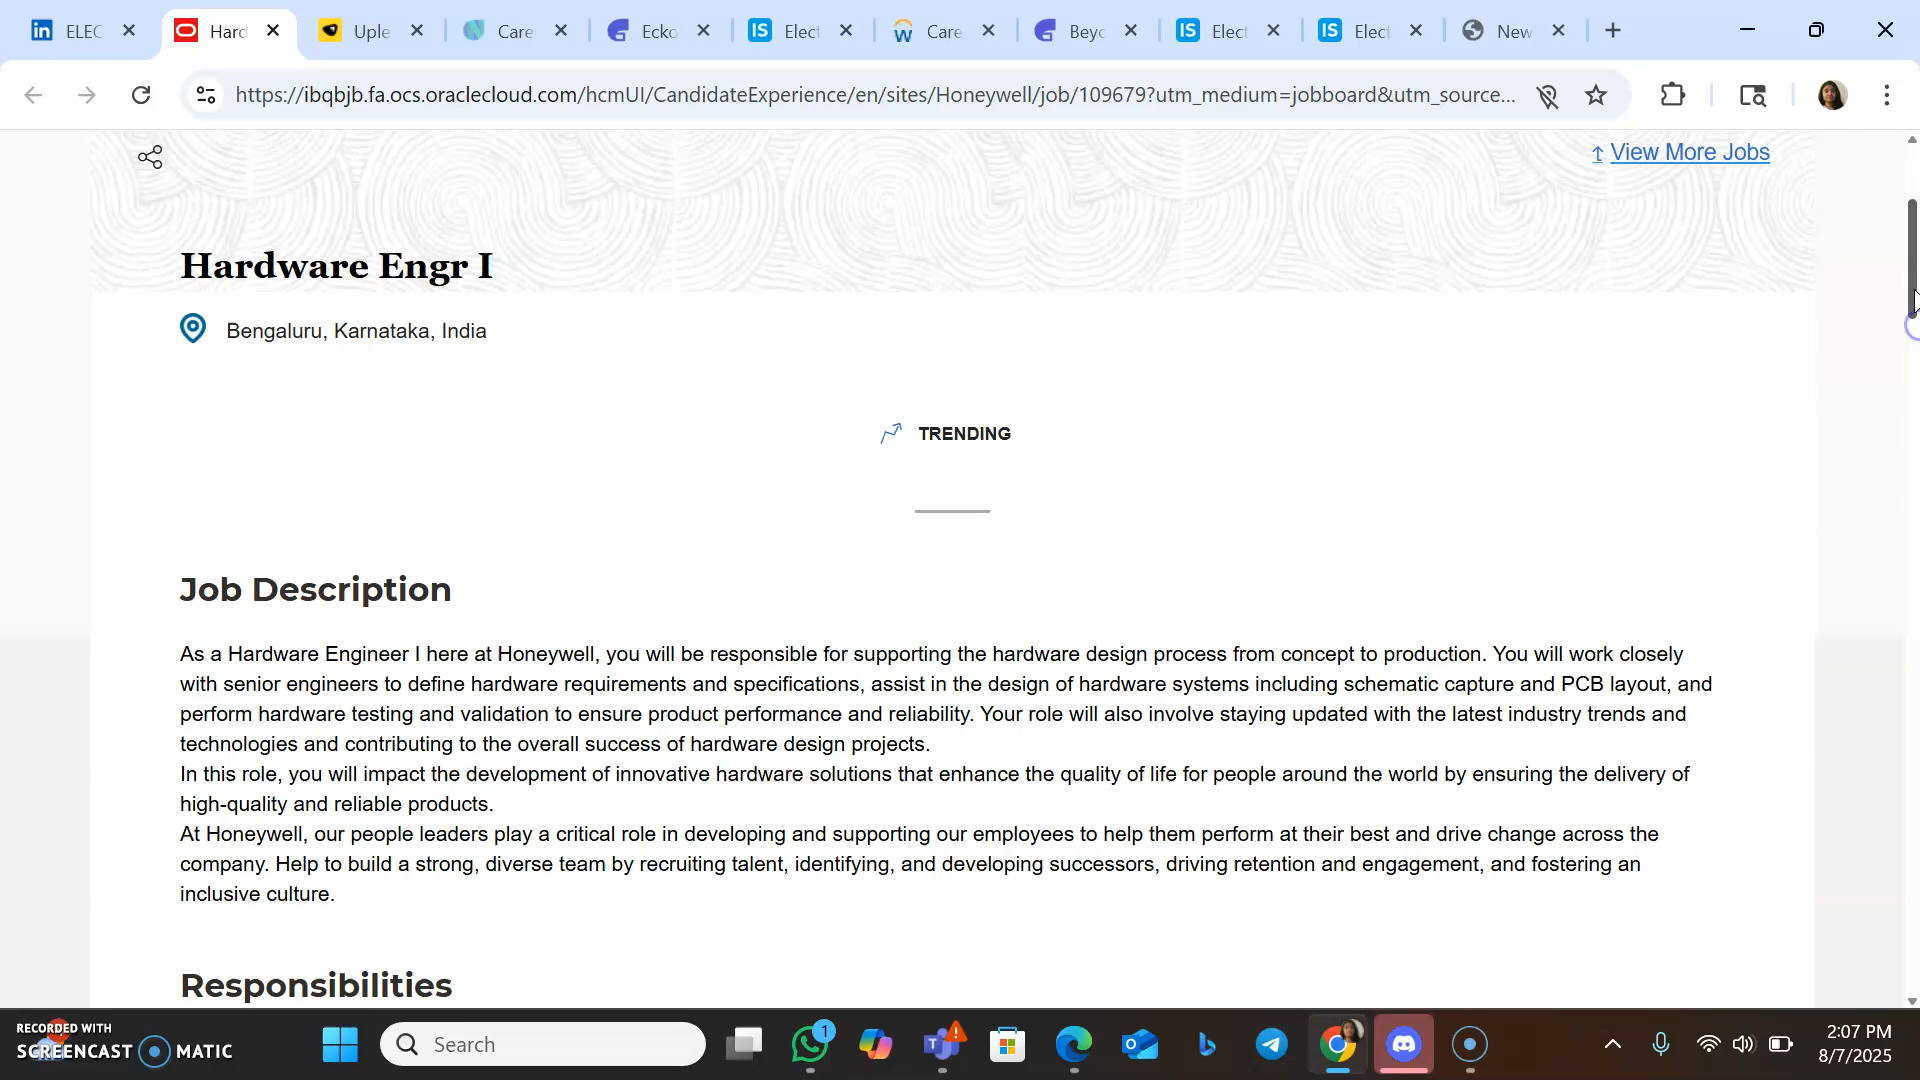 ELEC
Hard
Uple
Care
Ecko
IS
Elect
Care
Beyo
IS
Elect
IS
Elect
New
https://ibqbjb.fa.ocs.oraclecloud.com/hcmUI/CandidateExperience/en/sites/Honeywell/job/109679?utm_medium=jobboard&utm_source...
View More Jobs
Hardware Engr I
Bengaluru, Karnataka, India
TRENDING
Job Description
As a Hardware Engineer I here at Honeywell, you will be responsible for supporting the hardware design process from concept to production. You will work closely
with senior engineers to define hardware requirements and specifications, assist in the design of hardware systems including schematic capture and PCB layout, and
perform hardware testing and validation to ensure product performance and reliability. Your role will also involve staying updated with the latest industry trends and
technologies and contributing to the overall success of hardware design projects.
In this role, you will impact the development of innovative hardware solutions that enhance the quality of life for people around the world by ensuring the delivery of
high-quality and reliable products.
At Honeywell, our people leaders play a critical role in developing and supporting our employees to help them perform at their best and drive change across the
company. Help to build a strong, diverse team by recruiting talent, identifying, and developing successors, driving retention and engagement, and fostering an
inclusive culture.
Responsibilities
RECORDED WITH
SCREENCAST MATIC
Search
1
2:07 PM
8/7/2025